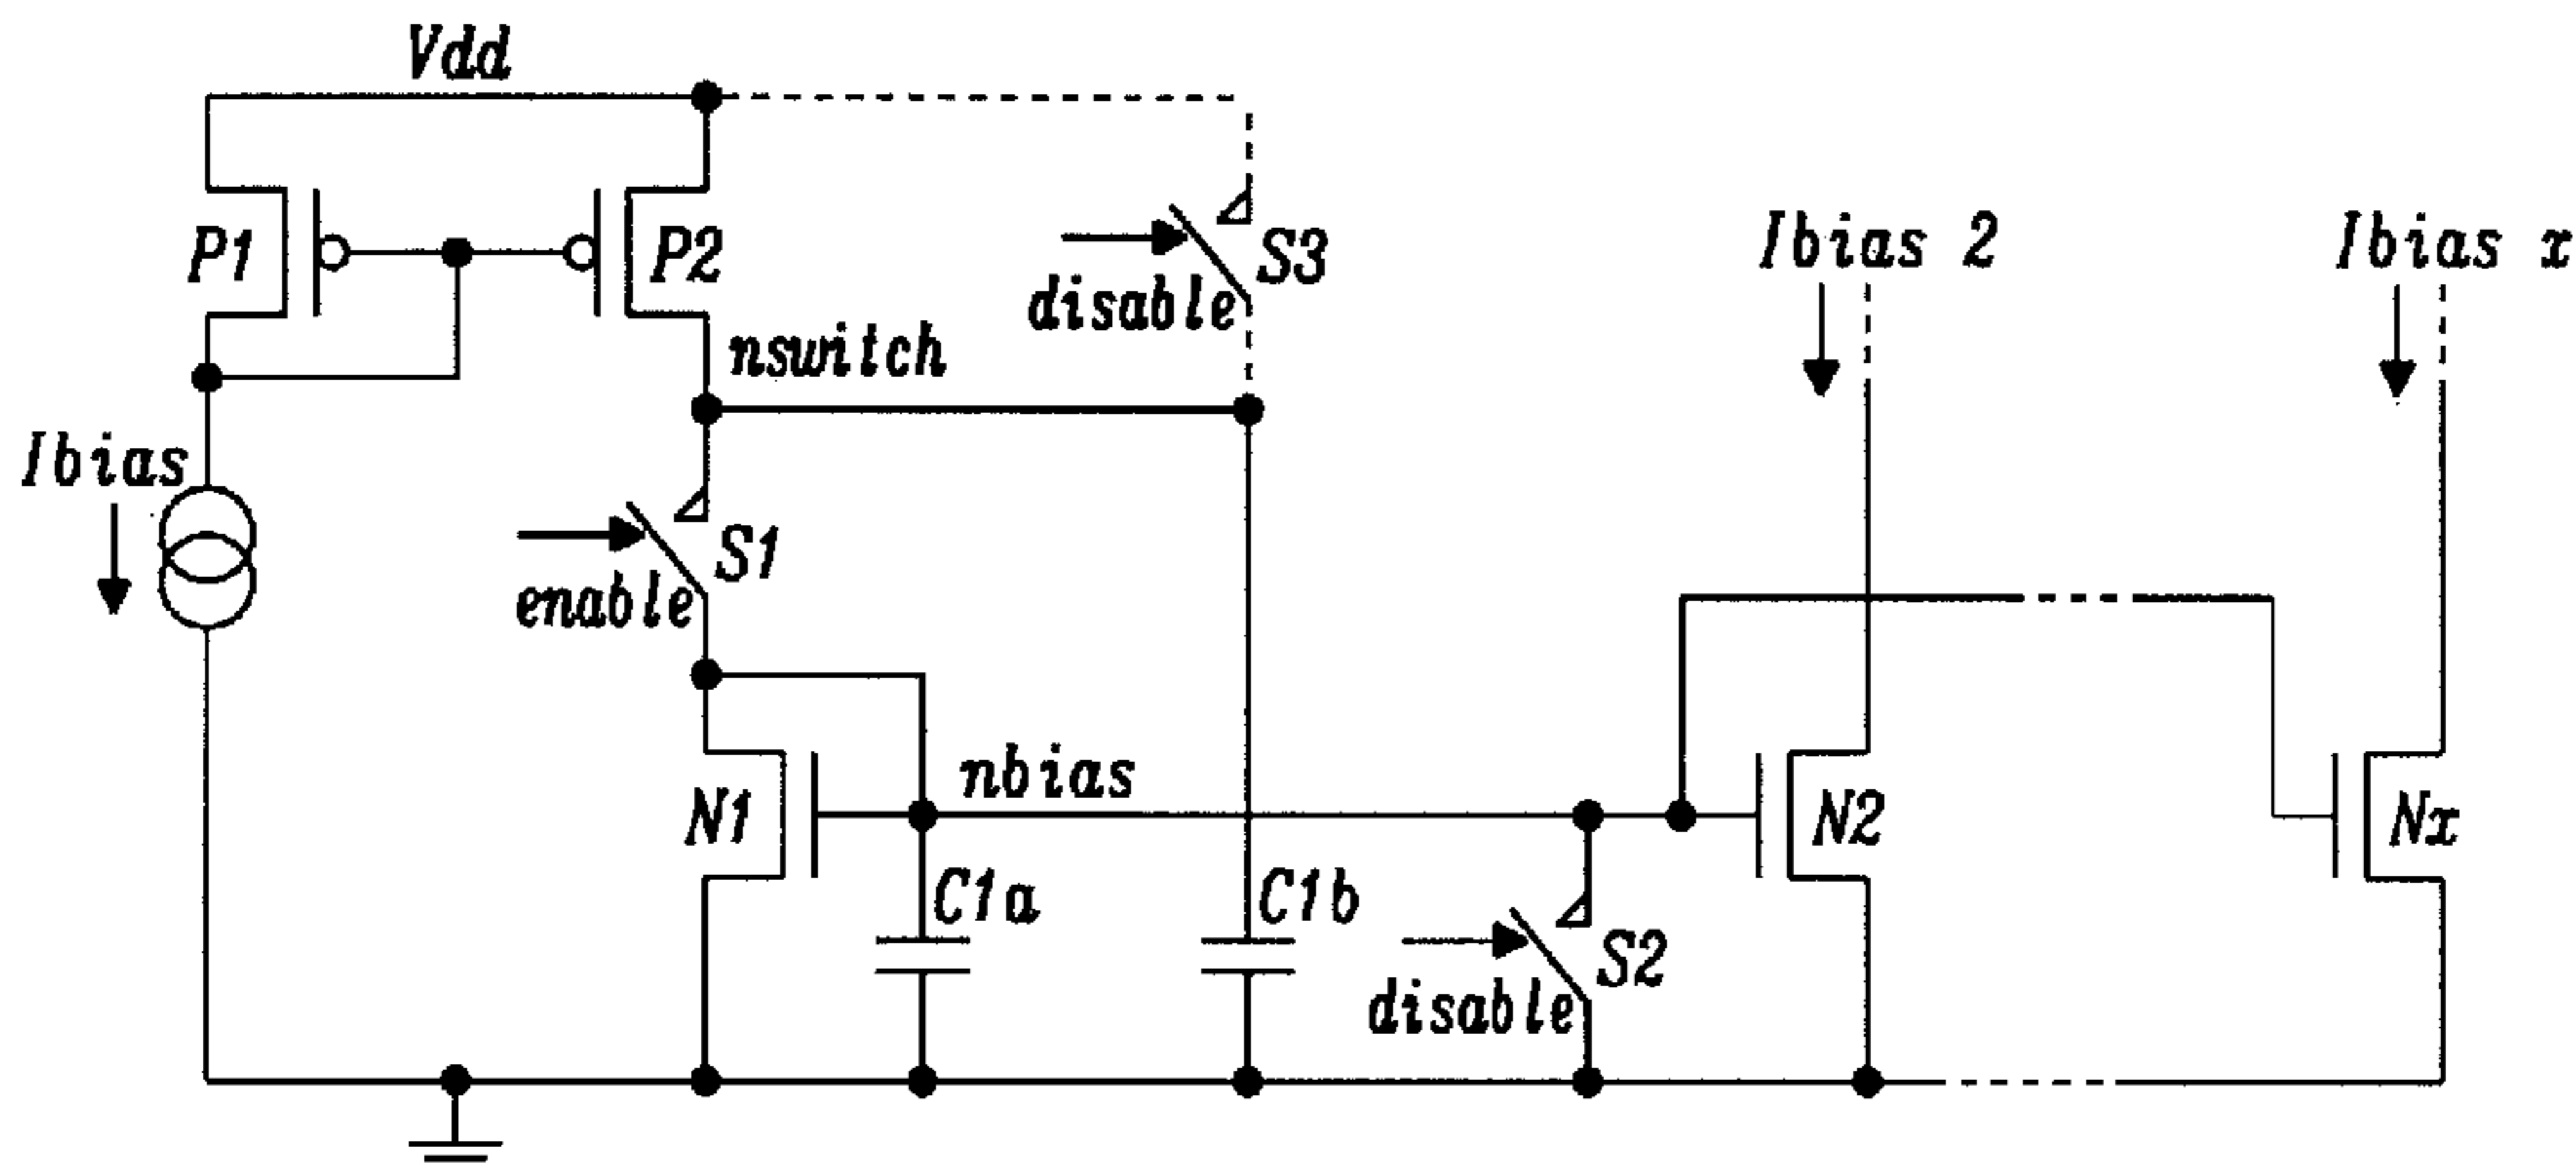 Vdd
P1
P2
S3
disable
Ibias 2
Ibias x
nswitch
Ibias
S1
enable
nbias
N1
N2
Nx
C1a
C1b
S2
disable